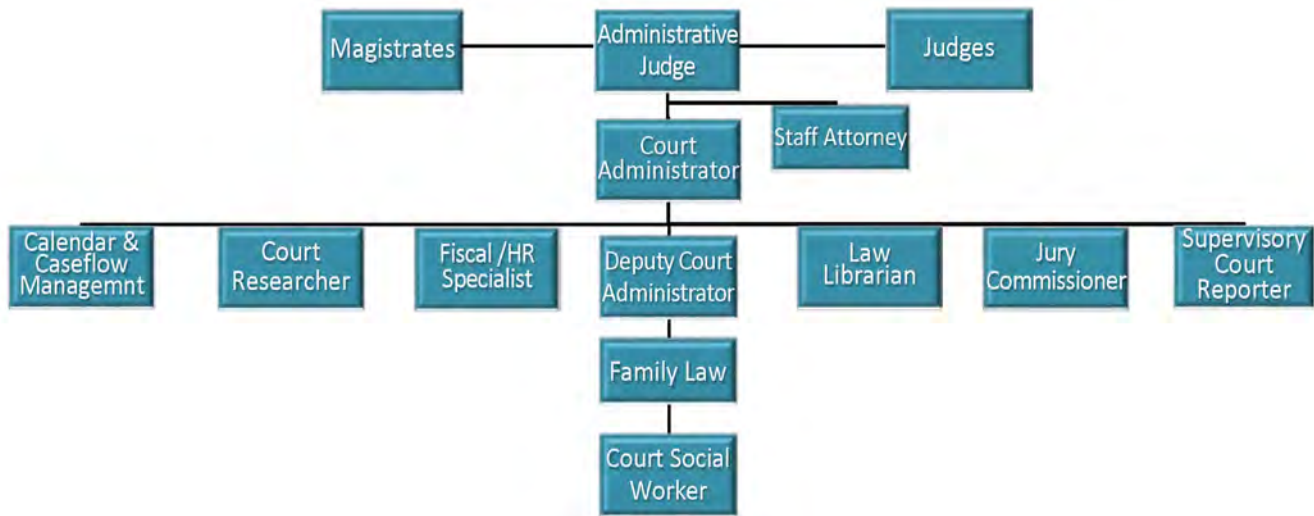 Magistrates
Administrative
Judge
Judges
Court
Administrator
Staff Attorney
Calendar &
Caseflow
Managemnt
Court
Researcher
Fiscal /HR
Specialist
Deputy Court
Administrator
Law
Librarian
Jury
Commissioner
Supervisory
Court
Reporter
Family Law
Court Social
Worker